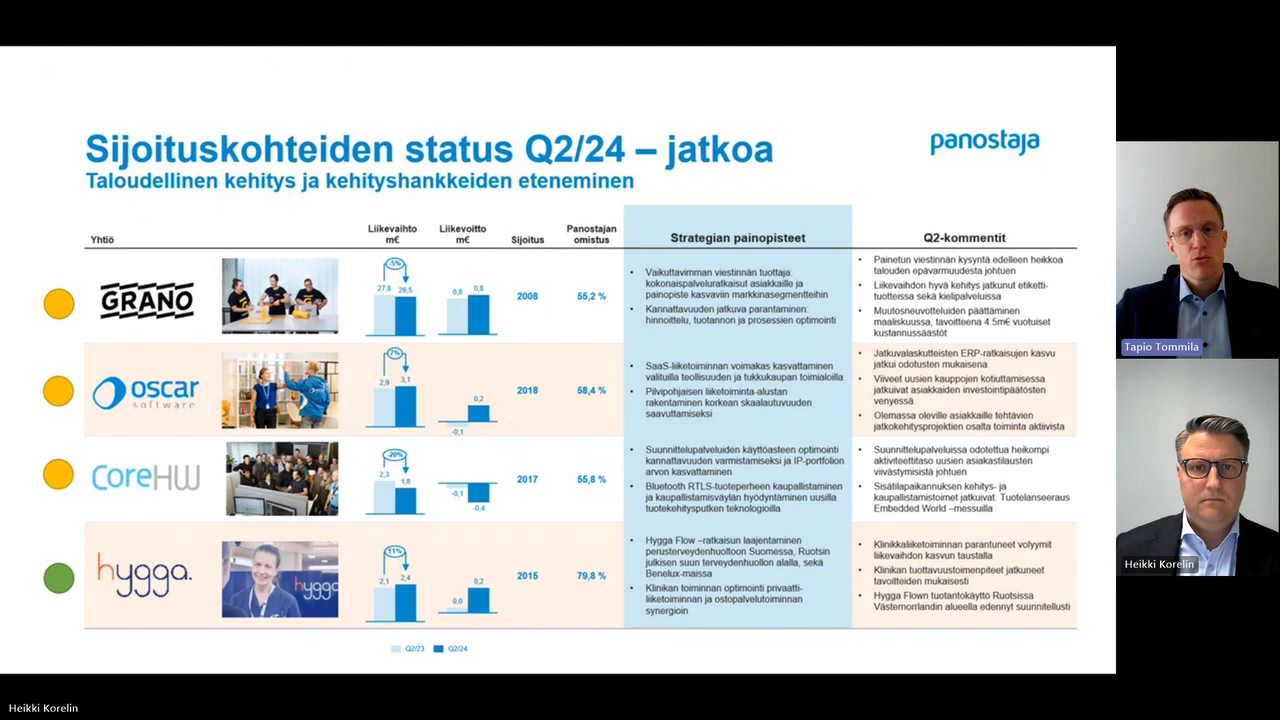 Sijoituskohteiden status Q2/24 – jatkoa
panostaja
Taloudellinen kehitys ja kehityshankkeiden eteneminen
Yhtiö
Liikevaihto
m€
Liikevoitto
m€
Sijoitus
Panostajan
omistus
Strategian painopisteet
Q2-kommentit
GRANO
-5%
27,8
26,5
0,8
0,8
2008
55,2 %
• Vaikuttavimman viestinnän tuottaja:
kokonaispalveluratkaisut asiakkaille ja
painopiste kasvaviin markkinasegmentteihin
• Kannattavuuden jatkuva parantaminen:
hinnoittelu, tuotannon ja prosessien optimointi
• Painetun viestinnän kysyntä edelleen heikkoa
talouden epävarmuudesta johtuen
• Liikevaihdon hyvä kehitys jatkunut etiketti-
tuotteissa sekä kielipalveluissa
• Muutosneuvotteluiden päättäminen
maaliskuussa, tavoitteena 4.5m€ vuotuiset
kustannussäästöt
oscar
software
7%
2,9
3,1
-0,1
0,2
2018
58,4 %
• SaaS-liiketoiminnan voimakas kasvattaminen
valituilla teollisuuden ja tukkukaupan toimialoilla
• Pilvipohjaisen liiketoiminta-alustan
rakentaminen korkean skaalautuvuuden
saavuttamiseksi
• Jatkuvalaskutteisten ERP-ratkaisujen kasvu
jatkui odotusten mukaisena
• Viiveet uusien kauppojen kotiuttamisessa
jatkuivat asiakkaiden investointipäätösten
venyessä
• Olemassa oleville asiakkaille tehtävien
jatkokehitysprojektien osalta toiminta aktiivista
CoreHW
-20%
2,3
1,8
-0,1
-0,4
2017
55,8 %
• Suunnittelupalveluiden käyttöasteen optimointi
kannattavuuden varmistamiseksi ja IP-portfolion
arvon kasvattaminen
• Bluetooth RTLS-tuoteperheen kaupallistaminen
ja kaupallistamisväylän hyödyntäminen uusilla
tuotekehitysputken teknologioilla
• Suunnittelupalveluissa odotettua heikompi
aktiviteettitaso uusien asiakastilausten
viivästymisistä johtuen
• Sisätilapaikannuksen kehitys- ja
kaupallistamistoimet jatkuivat. Tuotelanseeraus
Embedded World –messuilla
hygga.
hygga
11%
2,1
2,4
0,0
0,2
2015
79,8 %
• Hygga Flow –ratkaisun laajentaminen
perusterveydenhuoltoon Suomessa, Ruotsin
julkisen suun terveydenhuollon alalla, sekä
Benelux-maissa
• Klinikan toiminnan optimointi privaatti-
liiketoiminnan ja ostopalvelutoiminnan
synergioin
• Klinikkaliiketoiminnan parantuneet volyymit
liikevaihdon kasvun taustalla
• Klinikan tuottavuustoimenpiteet jatkuneet
tavoitteiden mukaisesti
• Hygga Flown tuotantokäyttö Ruotsissa
Västernorrlandin alueella edennyt suunnitellusti
Q2/23
Q2/24
Tapio Tommila
Heikki Korelin
Heikki Korelin